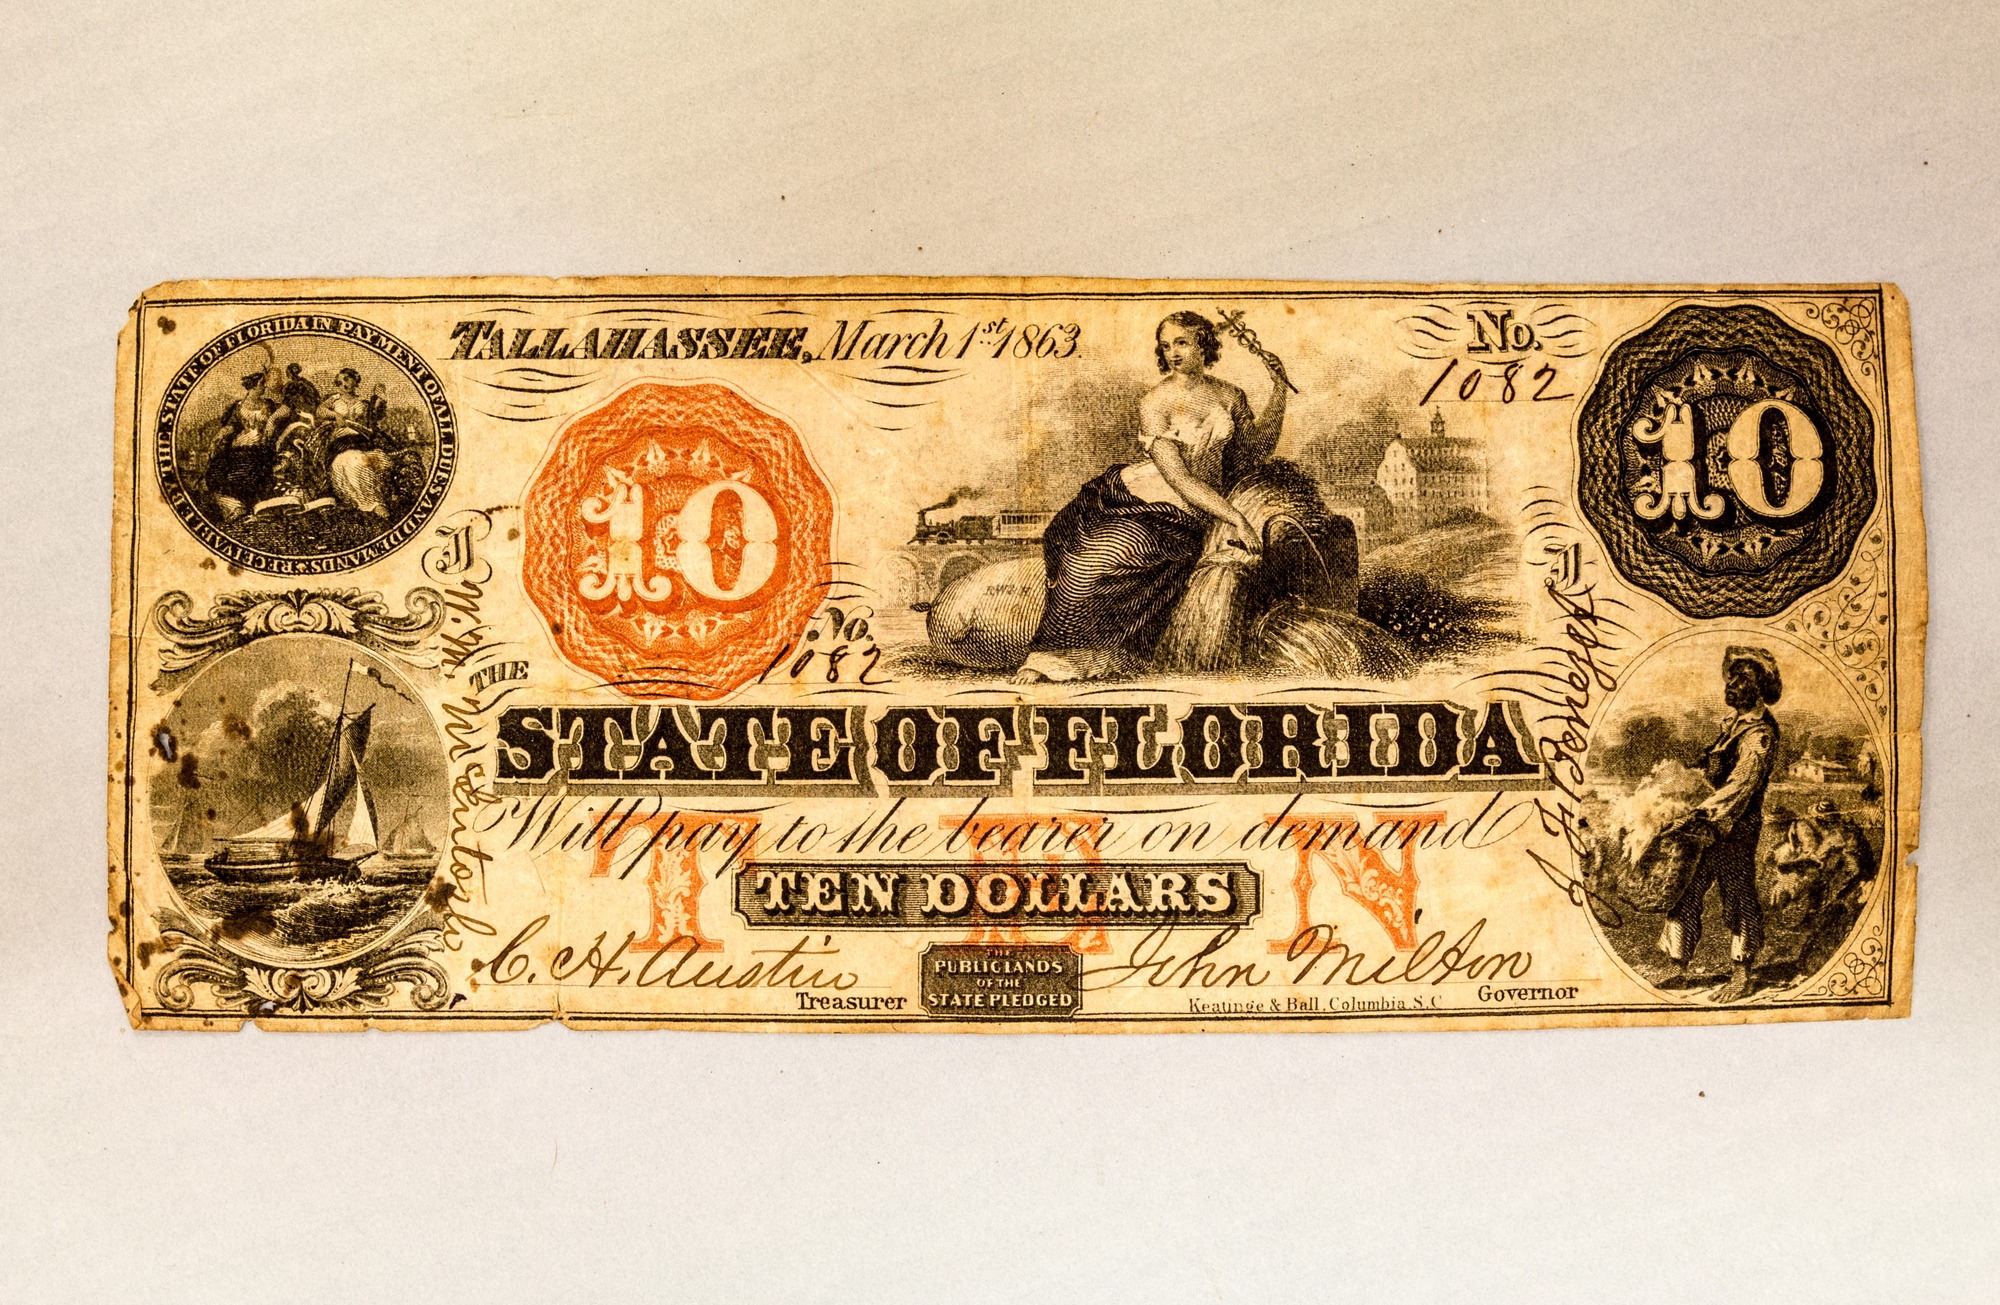 RECEIVABLE BY THE STATE OF FLORIDA IN PAYMENT OF ALL DUES AND DEMANDS
TALLAHASSEE, March 1st 1863.
No.
1082
10
10
No.
1082
THE
STATE OF FLORIDA
Will pay to the bearer on demand
TEN
TEN DOLLARS
C. H. Austin
Treasurer
THE
PUBLIC LANDS
OF THE
STATE PLEDGED
John Milton
Governor
Keatinge & Ball, Columbia S.C.